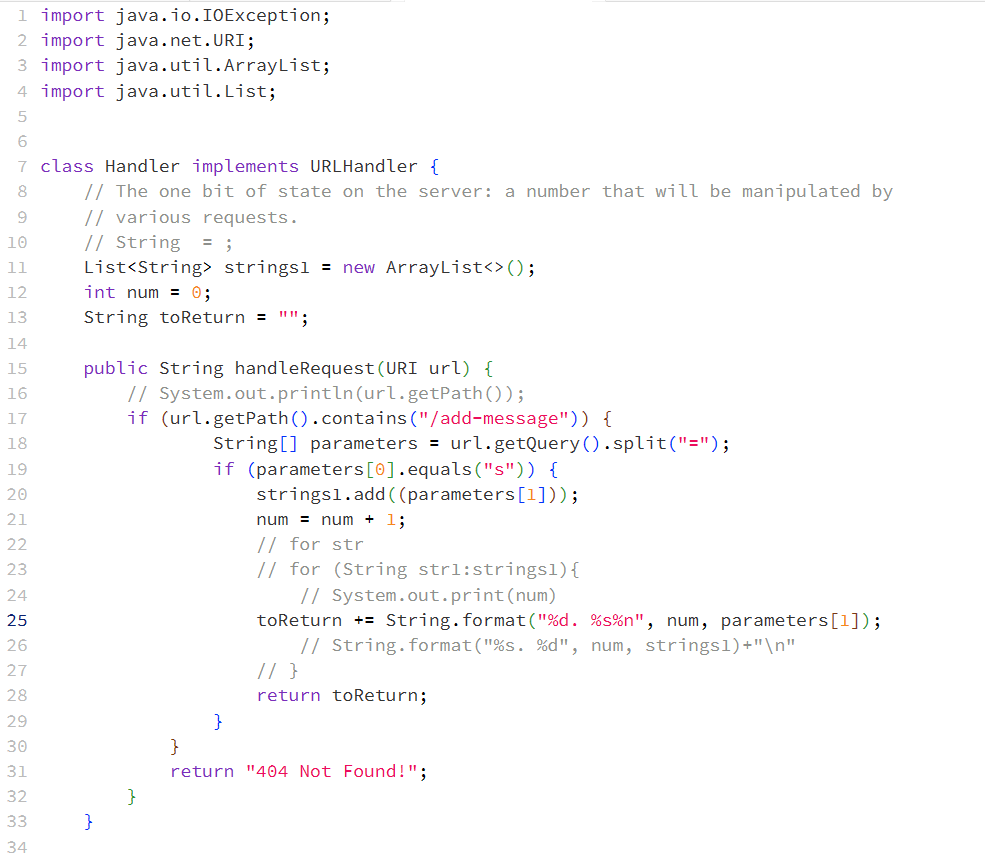 1 import java.io.IOException;
2 import java.net.URI;
3 import java.util.ArrayList;
4 import java.util.List;
5
6
7 class Handler implements URLHandler {
8     // The one bit of state on the server: a number that will be manipulated by
9     // various requests.
10     // String  = ;
11     List<String> strings1 = new ArrayList<>();
12     int num = 0;
13     String toReturn = "";
14
15     public String handleRequest(URI url) {
16         // System.out.println(url.getPath());
17         if (url.getPath().contains("/add-message")) {
18                 String[] parameters = url.getQuery().split("=");
19                 if (parameters[0].equals("s")) {
20                     strings1.add((parameters[1]));
21                     num = num + 1;
22                     // for str
23                     // for (String str1:strings1){
24                         // System.out.print(num)
25                     toReturn += String.format("%d. %s%n", num, parameters[1]);
26                         // String.format("%s. %d", num, strings1)+"\n"
27                     // }
28                     return toReturn;
29                 }
30             }
31             return "404 Not Found!";
32         }
33     }
34